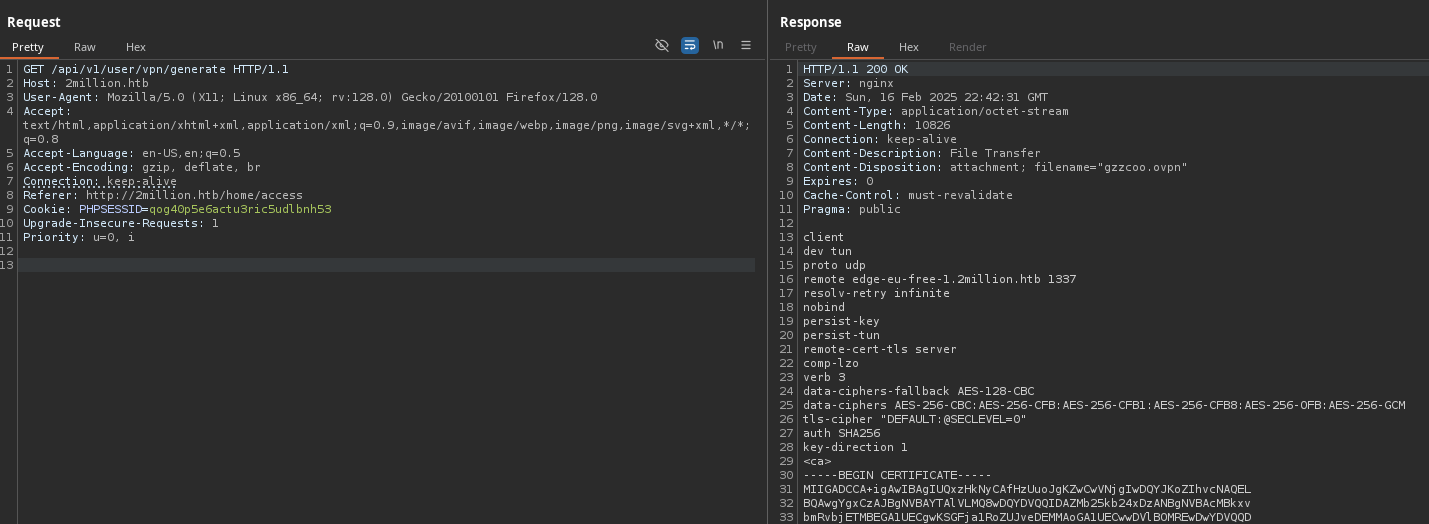 Request
Pretty Raw Hex
\n
1 GET /api/v1/user/vpn/generate HTTP/1.1
2 Host: 2million.htb
3 User-Agent: Mozilla/5.0 (X11; Linux x86_64; rv:128.0) Gecko/20100101 Firefox/128.0
4 Accept:
text/html,application/xhtml+xml,application/xml;q=0.9,image/avif,image/webp,image/png,image/svg+xml,*/*;
q=0.8
5 Accept-Language: en-US,en;q=0.5
6 Accept-Encoding: gzip, deflate, br
7 Connection: keep-alive
8 Referer: http://2million.htb/home/access
9 Cookie: PHPSESSID=qog40p5e6actu3ric5udlbnh53
10 Upgrade-Insecure-Requests: 1
11 Priority: u=0, i
12
13
Response
Pretty Raw Hex Render
1 HTTP/1.1 200 OK
2 Server: nginx
3 Date: Sun, 16 Feb 2025 22:42:31 GMT
4 Content-Type: application/octet-stream
5 Content-Length: 10826
6 Connection: keep-alive
7 Content-Description: File Transfer
8 Content-Disposition: attachment; filename="gzzcoo.ovpn"
9 Expires: 0
10 Cache-Control: must-revalidate
11 Pragma: public
12
13 client
14 dev tun
15 proto udp
16 remote edge-eu-free-1.2million.htb 1337
17 resolv-retry infinite
18 nobind
19 persist-key
20 persist-tun
21 remote-cert-tls server
22 comp-lzo
23 verb 3
24 data-ciphers-fallback AES-128-CBC
25 data-ciphers AES-256-CBC:AES-256-CFB:AES-256-CFB1:AES-256-CFB8:AES-256-OFB:AES-256-GCM
26 tls-cipher "DEFAULT:@SECLEVEL=0"
27 auth SHA256
28 key-direction 1
29 <ca>
30 -----BEGIN CERTIFICATE-----
31 MIIGADCCA+igAwIBAgIUQxzHkNyCAfHzUuoJgKZwCwVNjgIwDQYJKoZIhvcNAQEL
32 BQAwgYgxCzAJBgNVBAYTAlVLMQ8wDQYDVQQIDAZMb25kb24xDzANBgNVBAcMBkxv
33 bmRvbjETMBEGA1UECgwKSGFja1RoZUJveDEMMAoGA1UECwwDVlBOMREwDwYDVQQD